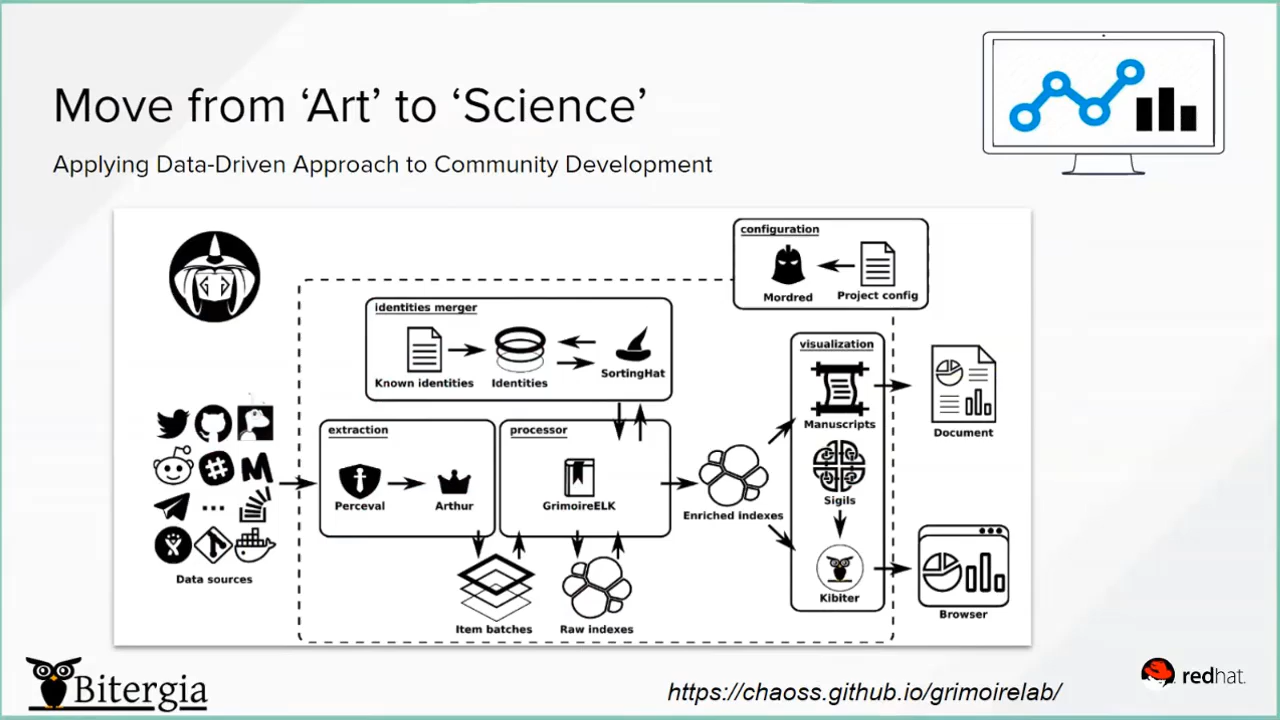 Move from ‘Art’ to ‘Science’
Applying Data-Driven Approach to Community Development
configuration
Mordred
Project config
identities merger
Known identities
Identities
SortingHat
visualization
Manuscripts
Sigils
Kibiter
Document
Browser
extraction
Perceval
Arthur
processor
GrimoireELK
Enriched indexes
...
Data sources
Item batches
Raw indexes
Bitergia
https://chaoss.github.io/grimoirelab/
redhat.